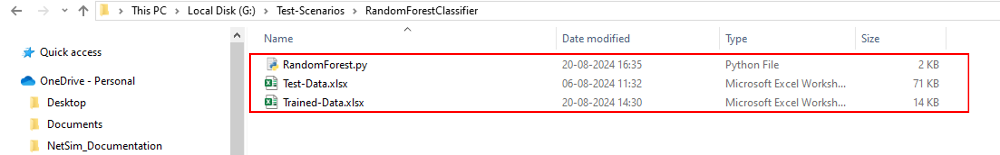 This PC > Local Disk (G:) > Test-Scenarios > RandomForestClassifier
Quick access
OneDrive - Personal
Desktop
Documents
NetSim_Documentation
Name Date modified Type Size
RandomForest.py 20-08-2024 16:35 Python File 2 KB
Test-Data.xlsx 06-08-2024 11:32 Microsoft Excel Worksh... 71 KB
Trained-Data.xlsx 20-08-2024 14:30 Microsoft Excel Worksh... 14 KB